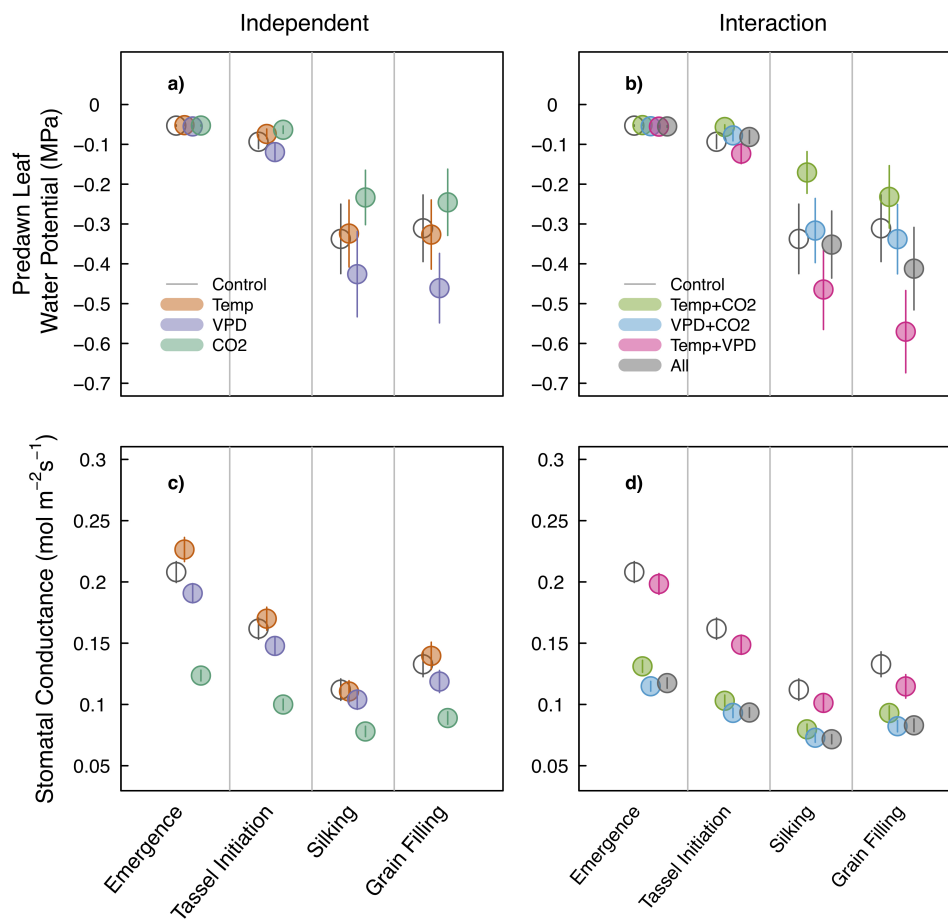 Independent
Interaction
a)
b)
0
−0.1
−0.2
−0.3
−0.4
−0.5
−0.6
−0.7
Predawn Leaf
Water Potential (MPa)
Control
Temp
VPD
CO2
0
−0.1
−0.2
−0.3
−0.4
−0.5
−0.6
−0.7
Control
Temp+CO2
VPD+CO2
Temp+VPD
All
c)
d)
0.3
0.25
0.2
0.15
0.1
0.05
Stomatal Conductance (mol m−2s−1)
0.3
0.25
0.2
0.15
0.1
0.05
Emergence
Tassel Initiation
Silking
Grain Filling
Emergence
Tassel Initiation
Silking
Grain Filling